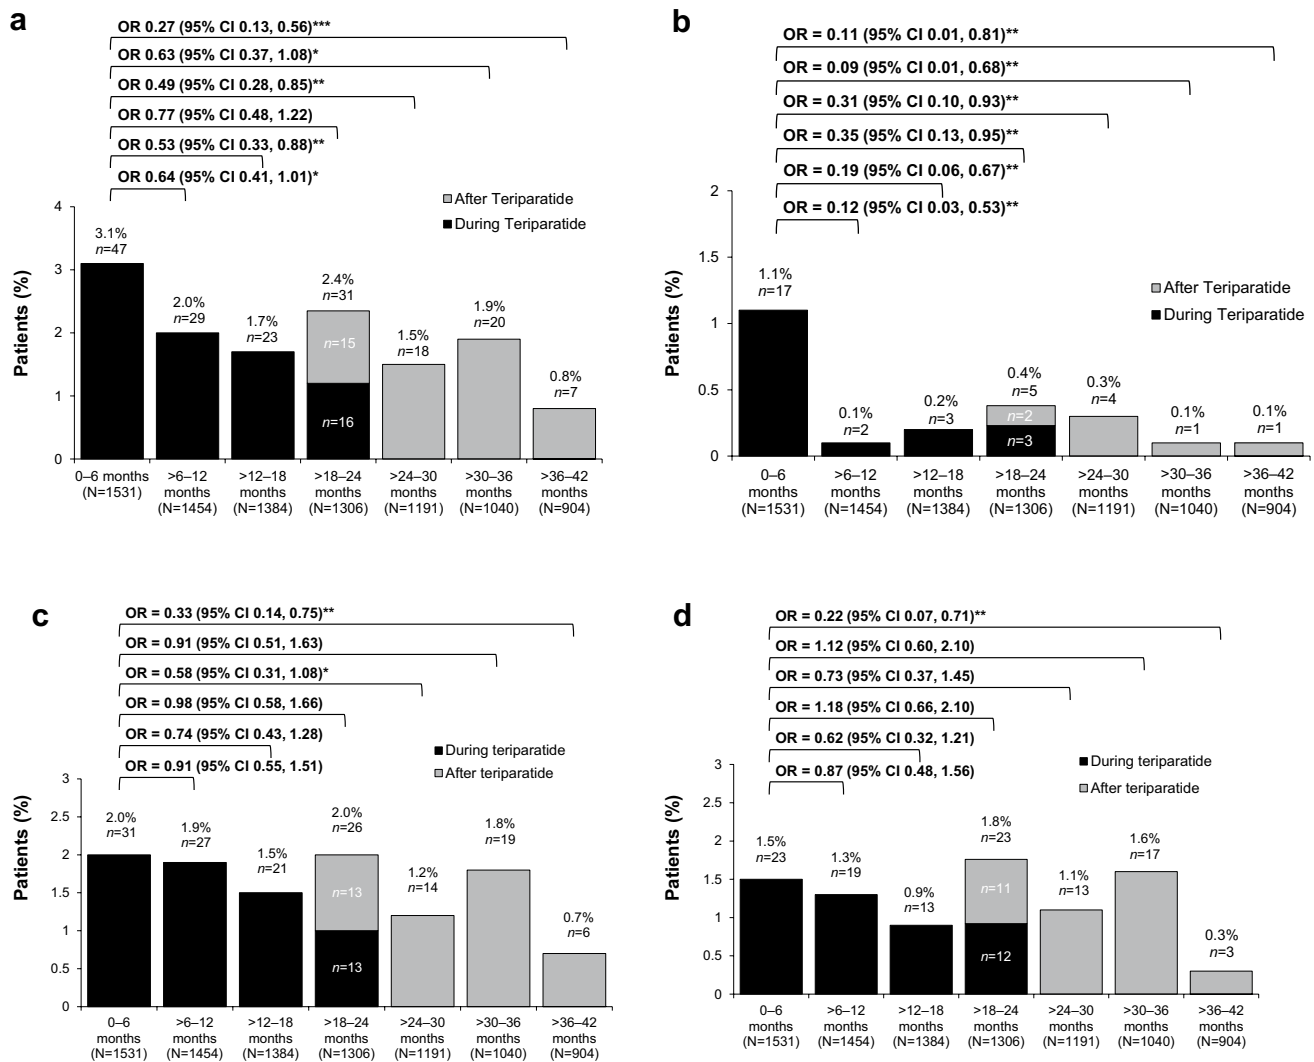 a
OR 0.27 (95% CI 0.13, 0.56)***
OR 0.63 (95% CI 0.37, 1.08)*
OR 0.49 (95% CI 0.28, 0.85)**
OR 0.77 (95% CI 0.48, 1.22)
OR 0.53 (95% CI 0.33, 0.88)**
OR 0.64 (95% CI 0.41, 1.01)*
After Teriparatide
During Teriparatide
Patients (%)
4
3
2
1
0
3.1%
n=47
2.0%
n=29
1.7%
n=23
2.4%
n=31
n=15
n=16
1.5%
n=18
1.9%
n=20
0.8%
n=7
0–6 months
(N=1531)
>6–12
months
(N=1454)
>12–18
months
(N=1384)
>18–24
months
(N=1306)
>24–30
months
(N=1191)
>30–36
months
(N=1040)
>36–42
months
(N=904)
b
OR = 0.11 (95% CI 0.01, 0.81)**
OR = 0.09 (95% CI 0.01, 0.68)**
OR = 0.31 (95% CI 0.10, 0.93)**
OR = 0.35 (95% CI 0.13, 0.95)**
OR = 0.19 (95% CI 0.06, 0.67)**
OR = 0.12 (95% CI 0.03, 0.53)**
After Teriparatide
During Teriparatide
Patients (%)
2
1.5
1
0.5
0
1.1%
n=17
0.1%
n=2
0.2%
n=3
0.4%
n=5
n=2
n=3
0.3%
n=4
0.1%
n=1
0.1%
n=1
0–6
months
(N=1531)
>6–12
months
(N=1454)
>12–18
months
(N=1384)
>18–24
months
(N=1306)
>24–30
months
(N=1191)
>30–36
months
(N=1040)
>36–42
months
(N=904)
c
OR = 0.33 (95% CI 0.14, 0.75)**
OR = 0.91 (95% CI 0.51, 1.63)
OR = 0.58 (95% CI 0.31, 1.08)*
OR = 0.98 (95% CI 0.58, 1.66)
OR = 0.74 (95% CI 0.43, 1.28)
OR = 0.91 (95% CI 0.55, 1.51)
During teriparatide
After teriparatide
Patients (%)
3
2.5
2
1.5
1
0.5
0
2.0%
n=31
1.9%
n=27
1.5%
n=21
2.0%
n=26
n=13
n=13
1.2%
n=14
1.8%
n=19
0.7%
n=6
0–6
months
(N=1531)
>6–12
months
(N=1454)
>12–18
months
(N=1384)
>18–24
months
(N=1306)
>24–30
months
(N=1191)
>30–36
months
(N=1040)
>36–42
months
(N=904)
d
OR = 0.22 (95% CI 0.07, 0.71)**
OR = 1.12 (95% CI 0.60, 2.10)
OR = 0.73 (95% CI 0.37, 1.45)
OR = 1.18 (95% CI 0.66, 2.10)
OR = 0.62 (95% CI 0.32, 1.21)
OR = 0.87 (95% CI 0.48, 1.56)
During teriparatide
After teriparatide
Patients (%)
3
2.5
2
1.5
1
0.5
0
1.5%
n=23
1.3%
n=19
0.9%
n=13
1.8%
n=23
n=11
n=12
1.1%
n=13
1.6%
n=17
0.3%
n=3
0–6
months
(N=1531)
>6–12
months
(N=1454)
>12–18
months
(N=1384)
>18–24
months
(N=1306)
>24–30
months
(N=1191)
>30–36
months
(N=1040)
>36–42
months
(N=904)